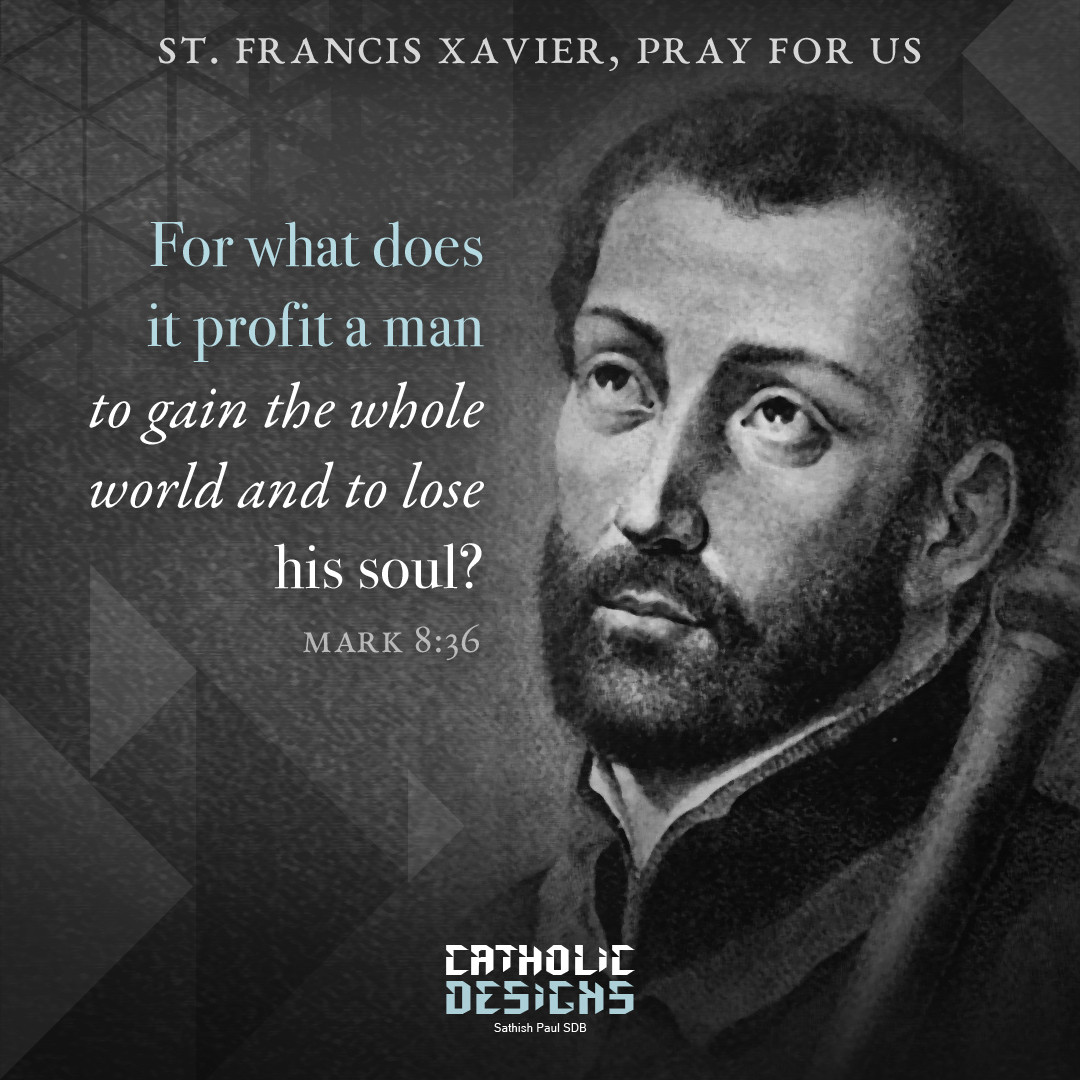 ST. FRANCIS XAVIER, PRAY FOR US
For what does
it profit a man
to gain the whole
world and to lose
his soul?
MARK 8:36
CATHOLIC
DESIGNS
Sathish Paul SDB